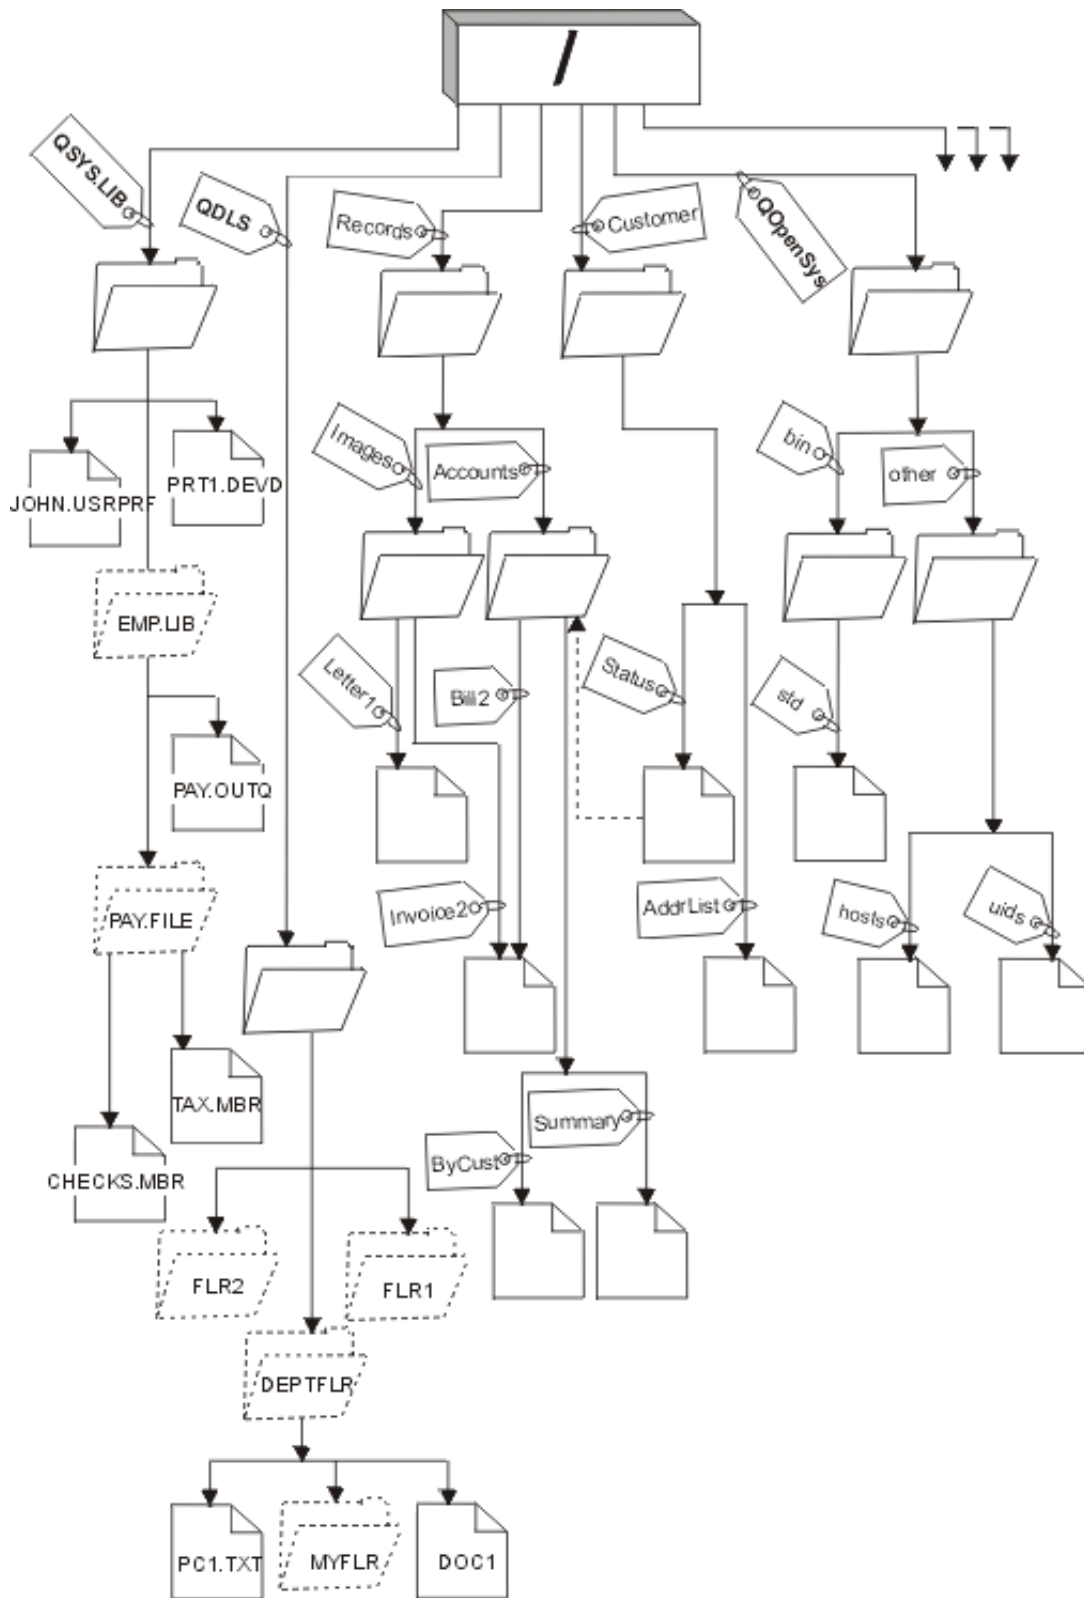 /
QSYS.LIB
QDLS
Records
Customer
QOpenSys
JOHN.USRPRF
PRT1.DEVD
Images
Accounts
bin
other
EMP.LIB
Letter1
Bill2
Status
std
PAY.OUTQ
PAY.FILE
Invoice2
AddrList
hosts
uids
TAX.MBR
CHECKS.MBR
Summary
ByCust
FLR2
FLR1
DEPTFLR
PC1.TXT
MYFLR
DOC1